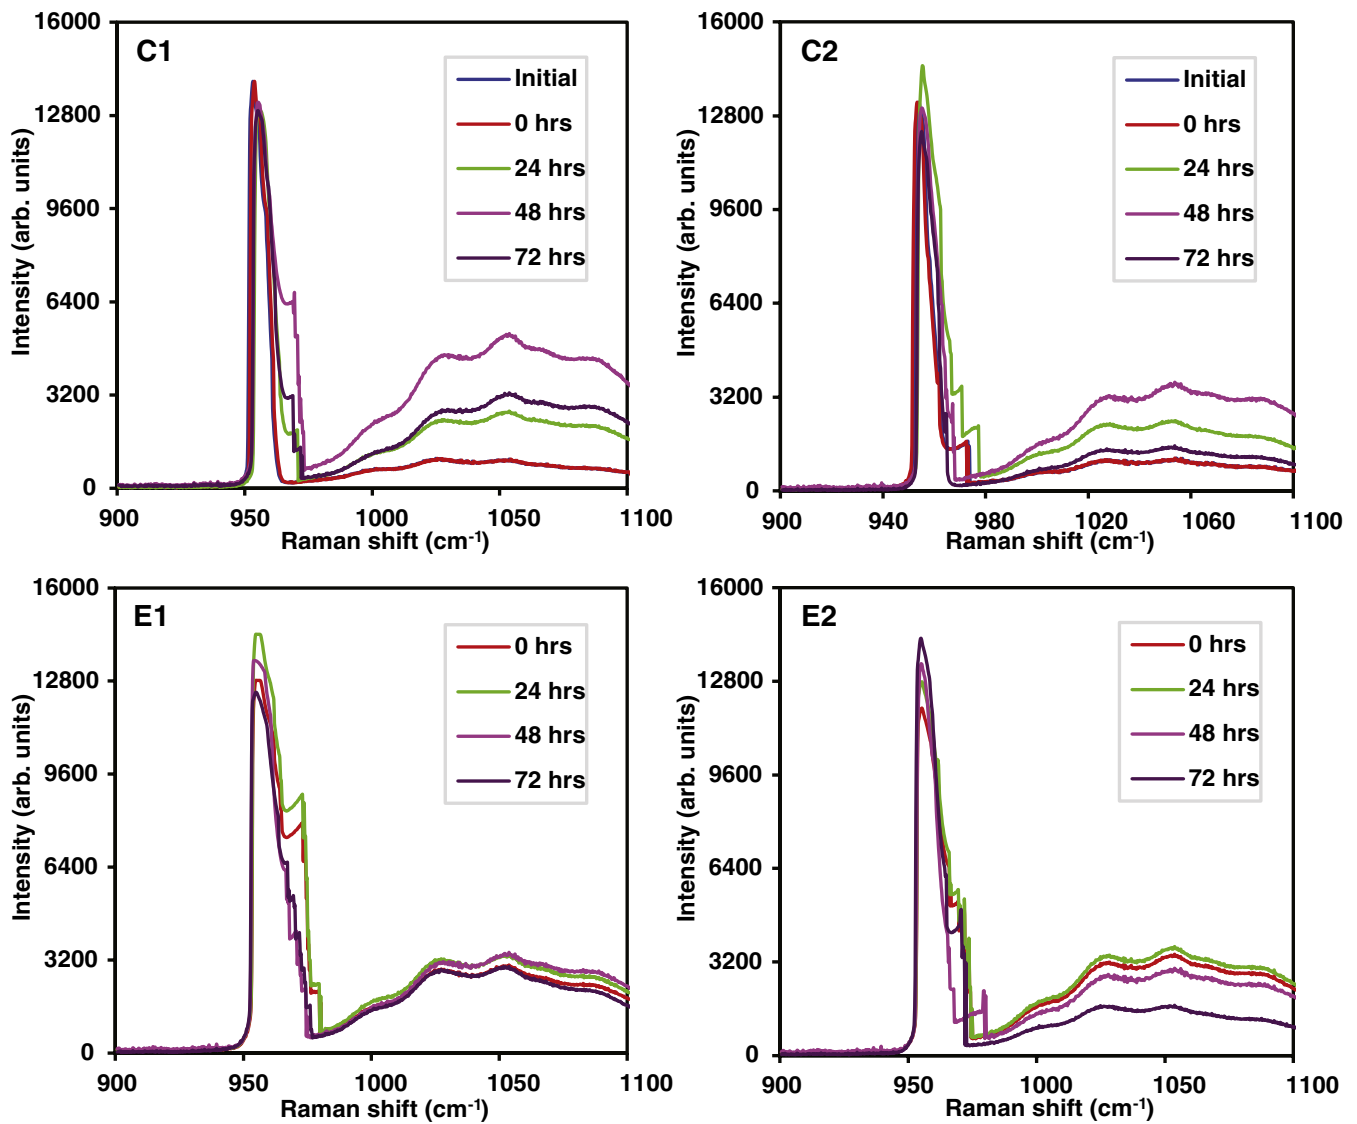 C1
Initial
0 hrs
24 hrs
48 hrs
72 hrs
16000
12800
9600
6400
3200
0
900
950
1000
1050
1100
Intensity (arb. units)
Raman shift (cm-1)
C2
Initial
0 hrs
24 hrs
48 hrs
72 hrs
16000
12800
9600
6400
3200
0
900
940
980
1020
1060
1100
Intensity (arb. units)
Raman shift (cm-1)
E1
0 hrs
24 hrs
48 hrs
72 hrs
16000
12800
9600
6400
3200
0
900
950
1000
1050
1100
Intensity (arb. units)
Raman shift (cm-1)
E2
0 hrs
24 hrs
48 hrs
72 hrs
16000
12800
9600
6400
3200
0
900
950
1000
1050
1100
Intensity (arb. units)
Raman shift (cm-1)